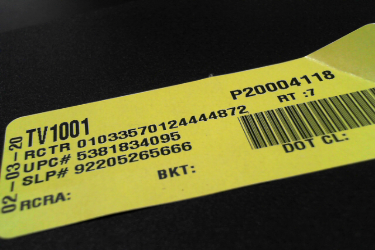 02-03-20
TV1001
P20004118
RCTR 01033570124444872
RT :7
UPC# 5381834095
SLP# 92205265666
DOT CL:
BKT:
RCRA: